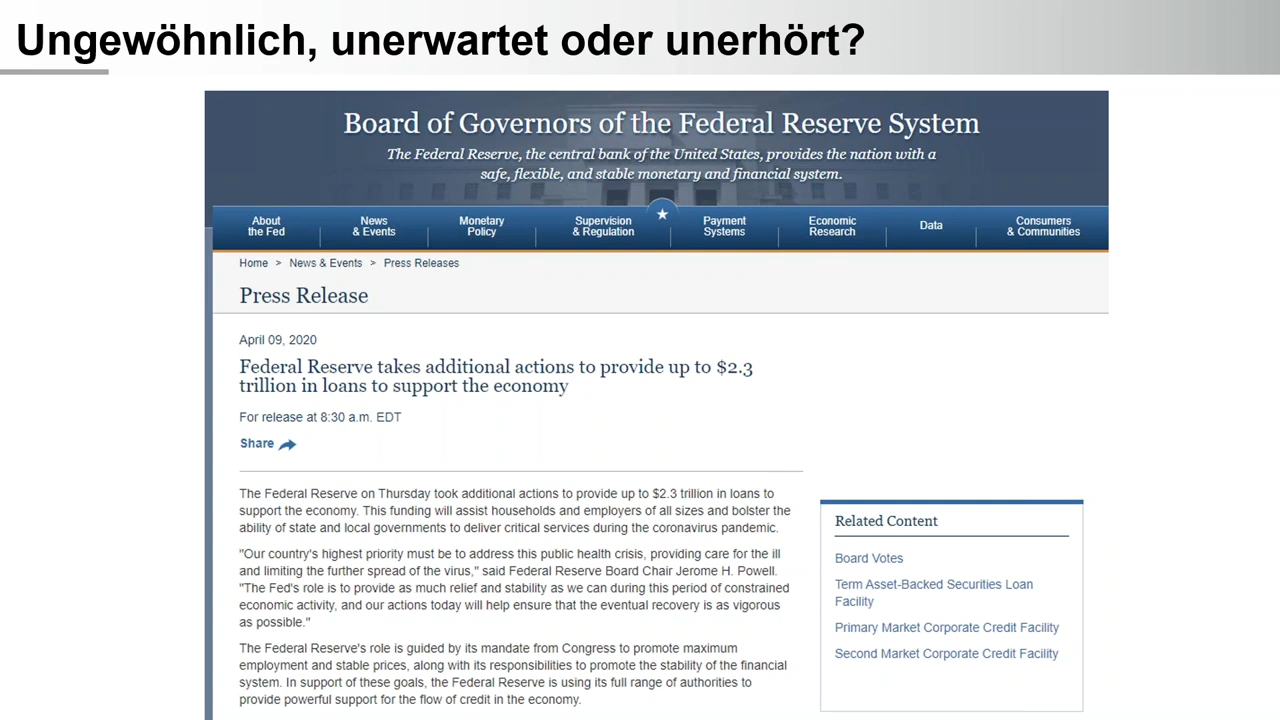 Ungewöhnlich, unerwartet oder unerhört?
Board of Governors of the Federal Reserve System
The Federal Reserve, the central bank of the United States, provides the nation with a
safe, flexible, and stable monetary and financial system.
About
the Fed
News
& Events
Monetary
Policy
Supervision
& Regulation
Payment
Systems
Economic
Research
Data
Consumers
& Communities
Home > News & Events > Press Releases
Press Release
April 09, 2020
Federal Reserve takes additional actions to provide up to $2.3
trillion in loans to support the economy
For release at 8:30 a.m. EDT
Share
The Federal Reserve on Thursday took additional actions to provide up to $2.3 trillion in loans to
support the economy. This funding will assist households and employers of all sizes and bolster the
ability of state and local governments to deliver critical services during the coronavirus pandemic.
"Our country's highest priority must be to address this public health crisis, providing care for the ill
and limiting the further spread of the virus," said Federal Reserve Board Chair Jerome H. Powell.
"The Fed's role is to provide as much relief and stability as we can during this period of constrained
economic activity, and our actions today will help ensure that the eventual recovery is as vigorous
as possible."
The Federal Reserve's role is guided by its mandate from Congress to promote maximum
employment and stable prices, along with its responsibilities to promote the stability of the financial
system. In support of these goals, the Federal Reserve is using its full range of authorities to
provide powerful support for the flow of credit in the economy.
Related Content
Board Votes
Term Asset-Backed Securities Loan
Facility
Primary Market Corporate Credit Facility
Second Market Corporate Credit Facility